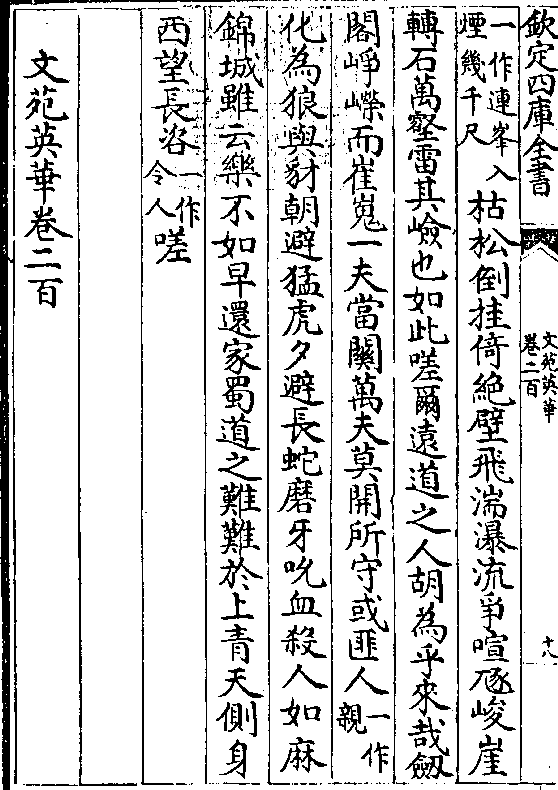 欽定四庫全書
文苑英華
卷二百
十八
一作連峯
煙幾千尺
入枯松倒挂倚絶壁飛湍瀑流爭喧豗峻崖
轉石萬壑雷其嶮也如此嗟爾遠道之人胡為乎來哉劔
閣崢嶸而崔嵬一夫當關萬夫莫開所守或匪人一作
親
化為狼與豺朝避猛虎夕避長蛇磨牙吮血殺人如麻
錦城雖云樂不如早還家蜀道之難難於上青天側身
西望長咨一作
令人
嗟
文苑英華卷二百